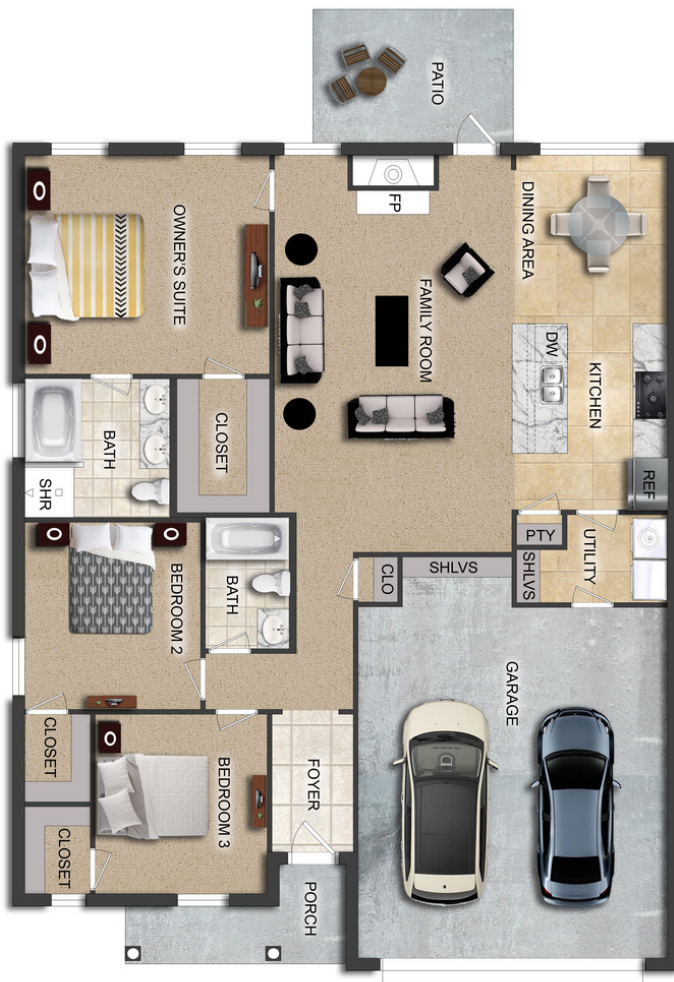 PATIO
FP
DINING AREA
OWNER'S SUITE
FAMILY ROOM
DW
KITCHEN
REF
CLOSET
BATH
SHR
PTY
UTILITY
SHLVS
CLO
SHLVS
BEDROOM 2
BATH
GARAGE
CLOSET
BEDROOM 3
FOYER
CLOSET
PORCH